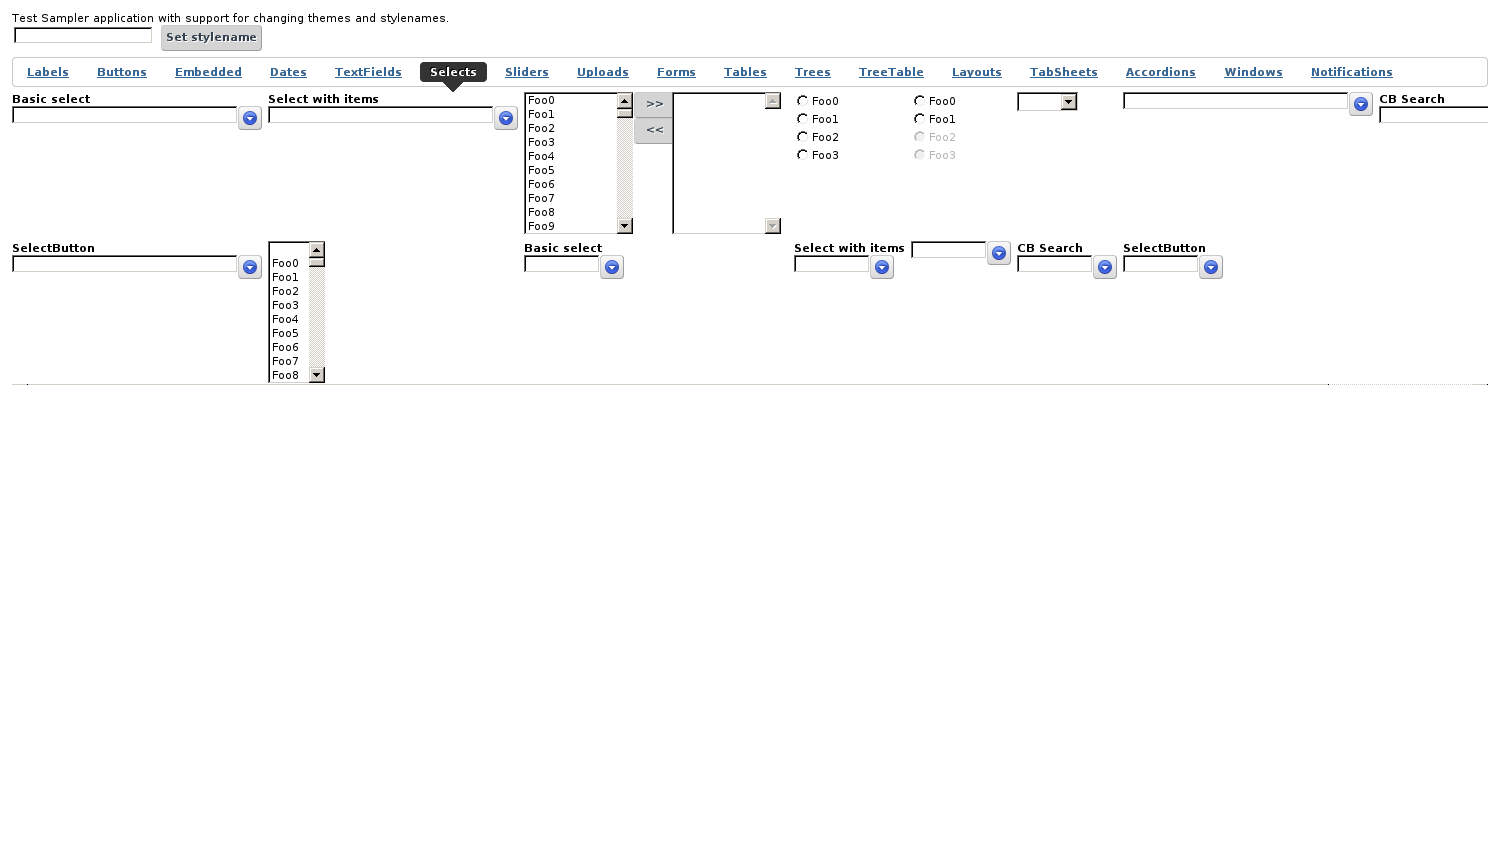 Test Sampler application with support for changing themes and stylenames.
Set stylename
Labels Buttons Embedded Dates TextFields Selects Sliders Uploads Forms Tables Trees TreeTable Layouts TabSheets Accordions Windows Notifications
Basic select
Select with items
Foo0
Foo1
Foo2
Foo3
Foo4
Foo5
Foo6
Foo7
Foo8
Foo9
>>
<<
Foo0
Foo1
Foo2
Foo3
Foo0
Foo1
Foo2
Foo3
CB Search
SelectButton
Foo0
Foo1
Foo2
Foo3
Foo4
Foo5
Foo6
Foo7
Foo8
Basic select
Select with items
CB Search
SelectButton